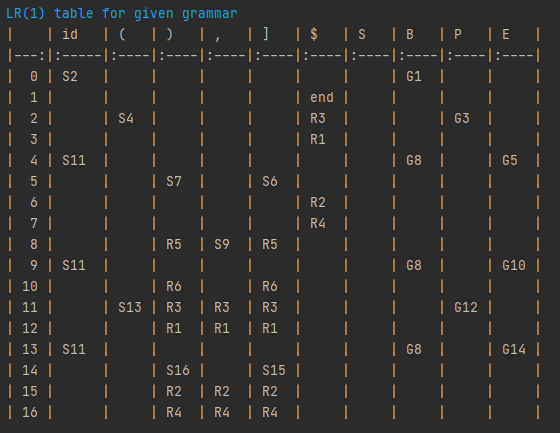 LR(1) table for given grammar
|    | id   | (   | )   | ,   | ]   | $   | S   | B   | P   | E   |
|---:|:-----|:----|:----|:----|:----|:----|:----|:----|:----|:----|
|  0 | S2   |     |     |     |     |     |     | G1  |     |     |
|  1 |      |     |     |     |     | end |     |     |     |     |
|  2 |      | S4  |     |     |     | R3  |     |     | G3  |     |
|  3 |      |     |     |     |     | R1  |     |     |     |     |
|  4 | S11  |     |     |     |     |     |     | G8  |     | G5  |
|  5 |      |     | S7  |     | S6  |     |     |     |     |     |
|  6 |      |     |     |     |     | R2  |     |     |     |     |
|  7 |      |     |     |     |     | R4  |     |     |     |     |
|  8 |      |     | R5  | S9  | R5  |     |     |     |     |     |
|  9 | S11  |     |     |     |     |     |     | G8  |     | G10 |
| 10 |      |     | R6  |     | R6  |     |     |     |     |     |
| 11 |      | S13 | R3  | R3  | R3  |     |     |     | G12 |     |
| 12 |      |     | R1  | R1  | R1  |     |     |     |     |     |
| 13 | S11  |     |     |     |     |     |     | G8  |     | G14 |
| 14 |      |     | S16 |     | S15 |     |     |     |     |     |
| 15 |      |     | R2  | R2  | R2  |     |     |     |     |     |
| 16 |      |     | R4  | R4  | R4  |     |     |     |     |     |